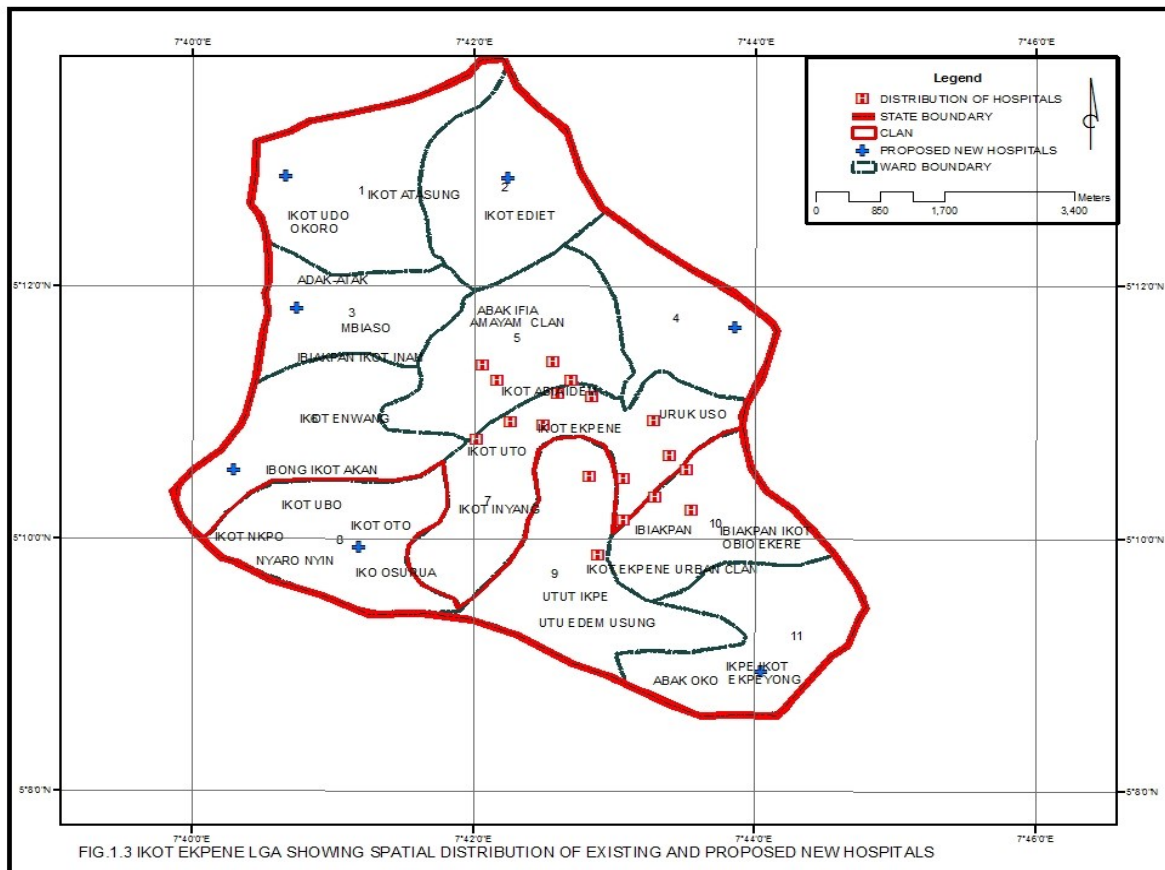 7°40'0"E
7°42'0"E
7°44'0"E
7°46'0"E
Legend
DISTRIBUTION OF HOSPITALS
STATE BOUNDARY
CLAN
PROPOSED NEW HOSPITALS
WARD BOUNDARY
Meters
0 850 1,700 3,400
1
IKOT ATASUNG
2
IKOT UDO
OKORO
IKOT EDIET
5°12'0"N
5°12'0"N
ADAK-ATAK
3
MBIASO
ABAK IFIA
AMAYAM CLAN
4
5
IBIAKPAN IKOT INAN
IKOT ABIA IDEM
IKOT ENWANG
6
IKOT EKPENE
URUK USO
IKOT UTO
IBONG IKOT AKAN
IKOT UBO
7
IKOT INYANG
IKOT OTO
IKOT NKPO
8
IBIAKPAN
10
IBIAKPAN IKOT
OBIO EKERE
5°10'0"N
5°10'0"N
NYARO NYIN
IKO OSURUA
9
IKOT EKPENE URBAN CLAN
UTUT IKPE
UTU EDEM USUNG
11
IKPE IKOT
EKPEYONG
ABAK OKO
5°8'0"N
5°8'0"N
7°40'0"E
7°42'0"E
7°44'0"E
7°46'0"E
FIG.1.3 IKOT EKPENE LGA SHOWING SPATIAL DISTRIBUTION OF EXISTING AND PROPOSED NEW HOSPITALS